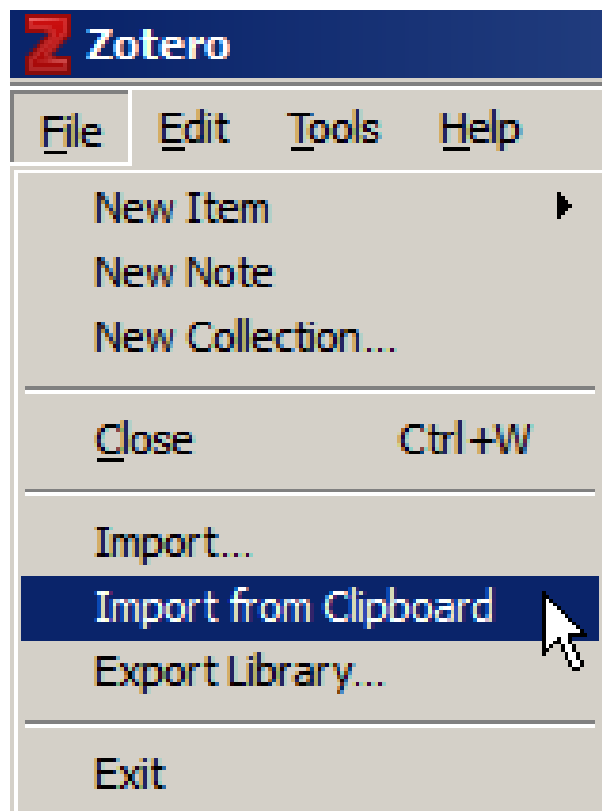 Zotero
File Edit Tools Help
New Item
New Note
New Collection...
Close Ctrl+W
Import...
Import from Clipboard
Export Library...
Exit